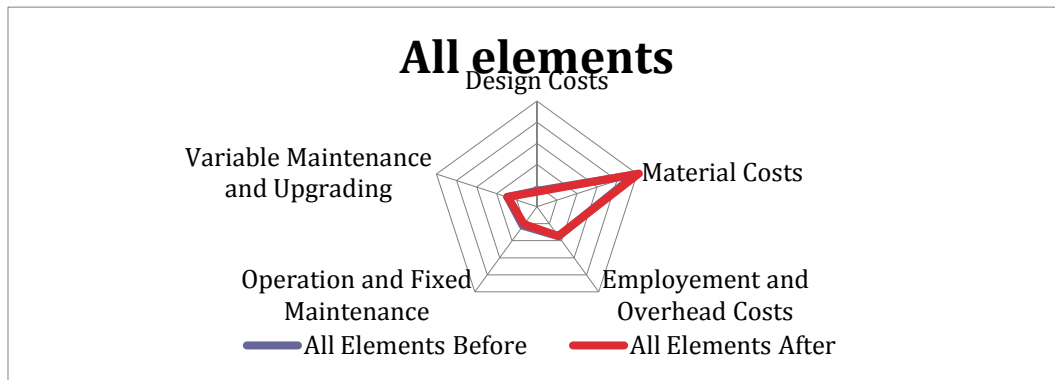 All elements
Design Costs
Material Costs
Employement and
Overhead Costs
Operation and Fixed
Maintenance
Variable Maintenance
and Upgrading
All Elements Before
All Elements After